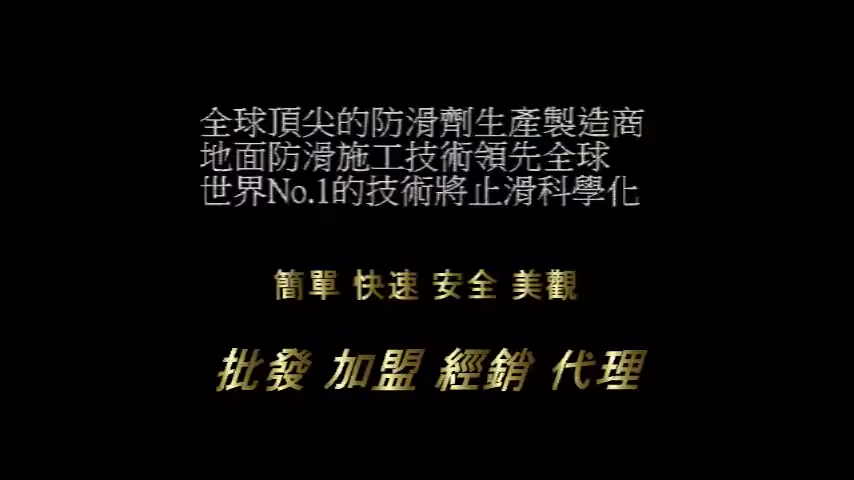 全球頂尖的防滑劑生產製造商
地面防滑施工技術領先全球
世界No.1的技術將止滑科學化
簡單 快速 安全 美觀
批發 加盟 經銷 代理